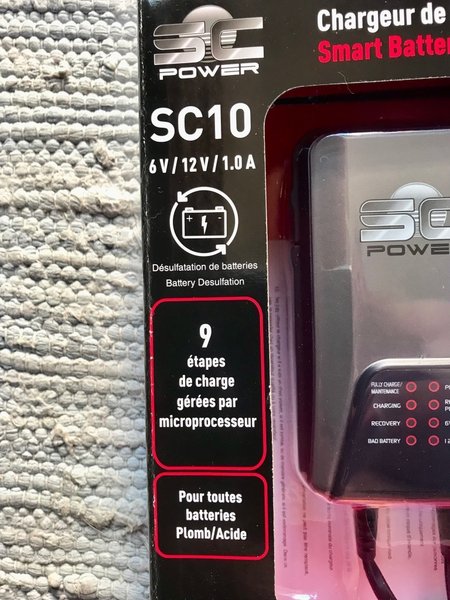 SC
POWER
Chargeur de
Smart Batter
SC10
6V/12V/1.0A
Désulfatation de batteries
Battery Desulfation
9
étapes
de charge
gérées par
microprocesseur
Pour toutes
batteries
Plomb/Acide
SC
POWE
FULLY CHARGE/
MAINTENANCE
CHARGING
RECOVERY
BAD BATTERY